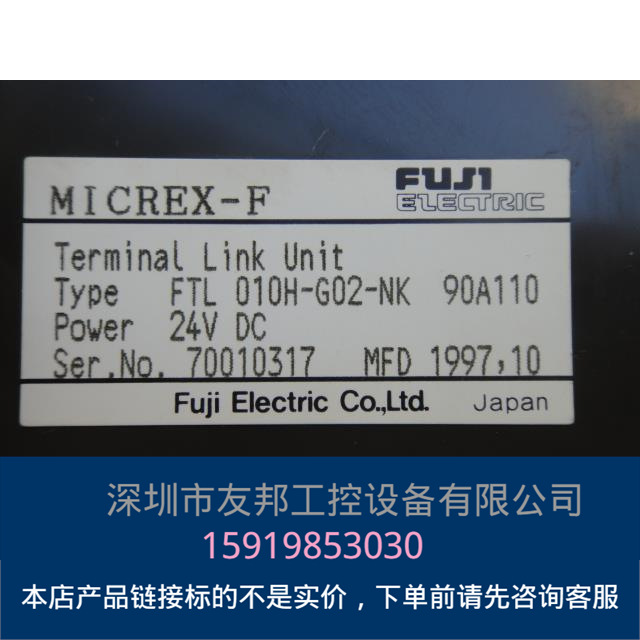 MICREX-F
FUJI
ELECTRIC
Terminal Link Unit
Type FTL 010H-G02-NK 90A110
Power 24V DC
Ser.No. 70010317 MFD 1997,10
Fuji Electric Co.,Ltd. Japan
深圳市友邦工控设备有限公司
15919853030
本店产品链接标的不是实价，下单前请先咨询客服